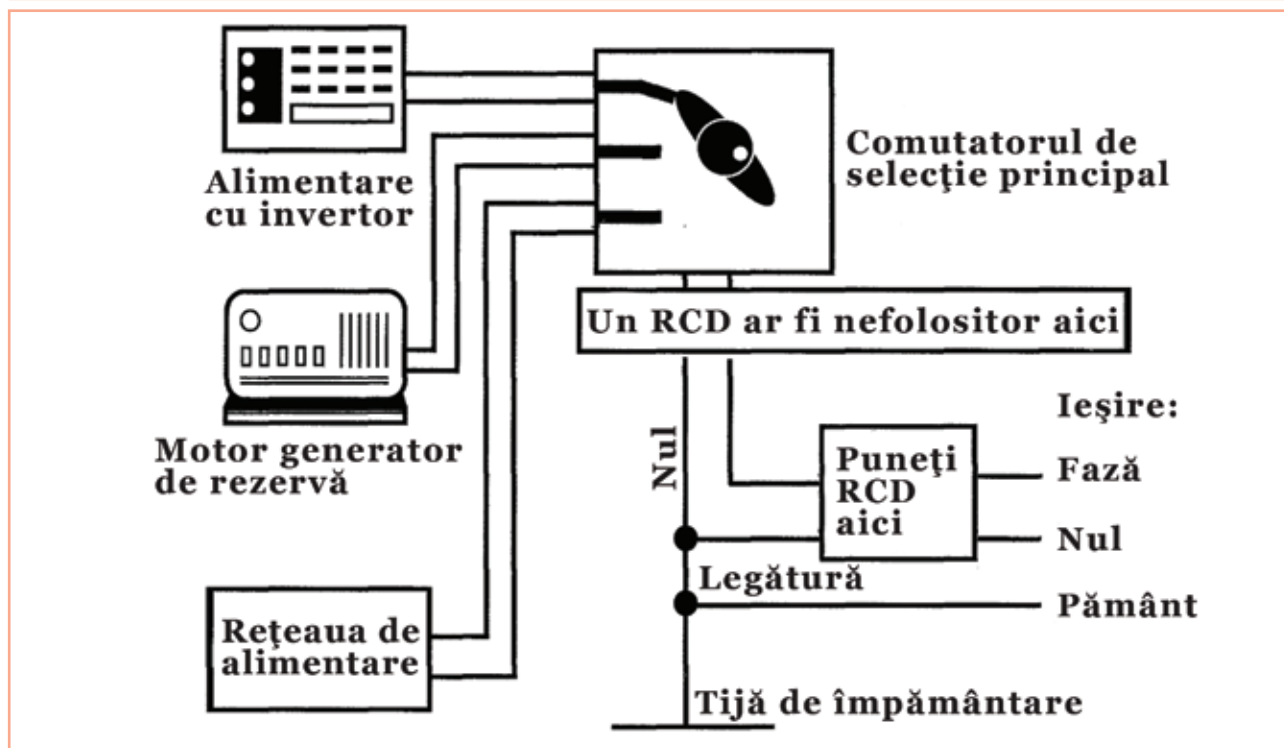 Alimentare
cu invertor
Comutatorul de
selecţie principal
Un RCD ar fi nefolositor aici
Motor generator
de rezervă
Nul
Ieşire:
Puneţi
RCD
aici
Fază
Nul
Legătură
Pământ
Reţeaua de
alimentare
Tijă de împământare